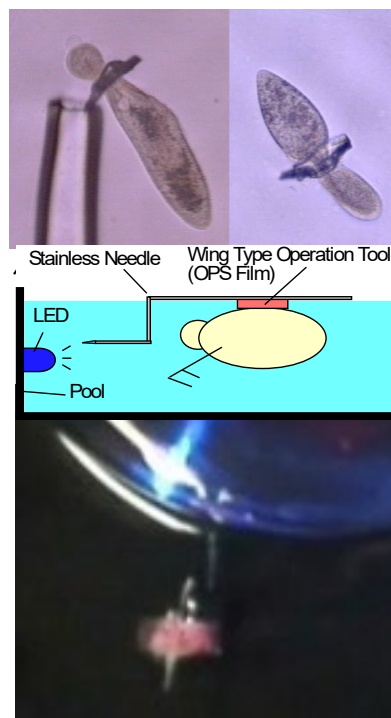 Stainless Needle
Wing Type Operation Tool
(OPS Film)
LED
Pool